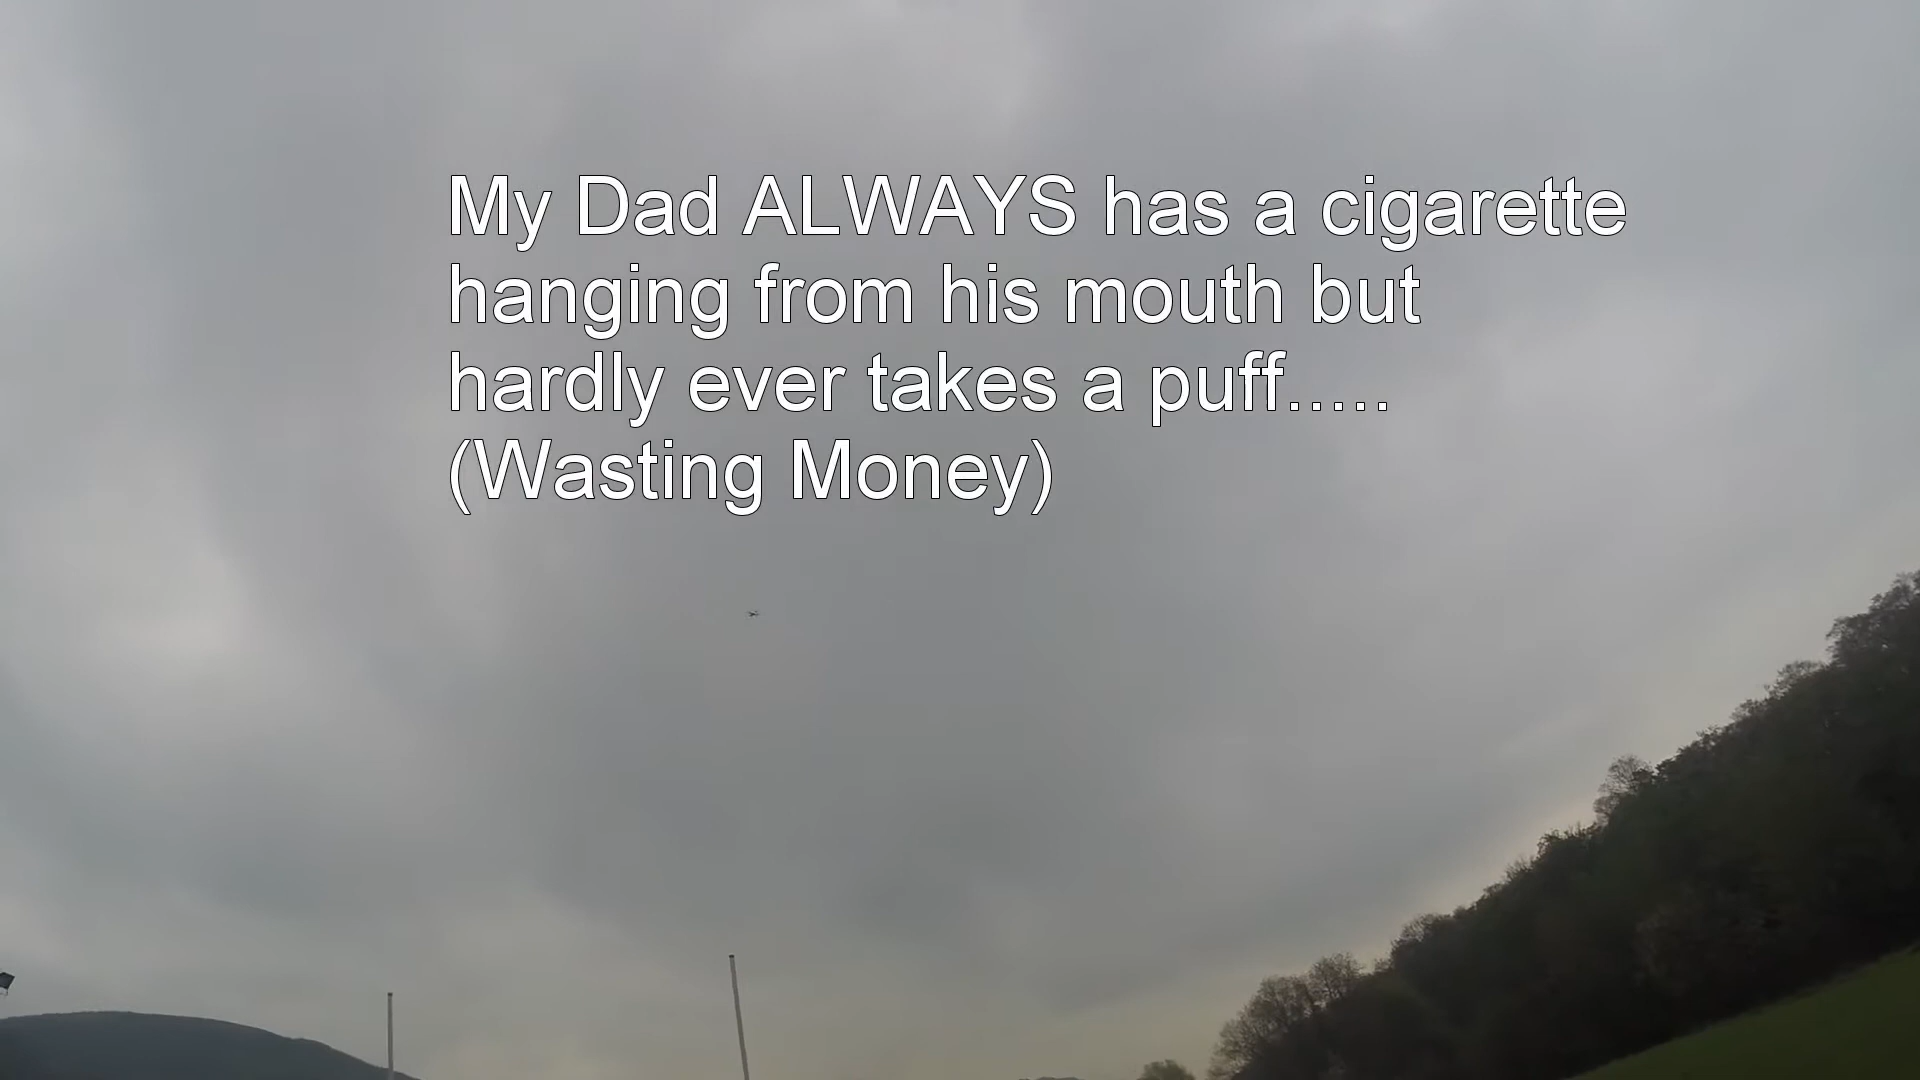 My Dad ALWAYS has a cigarette
hanging from his mouth but
hardly ever takes a puff.....
(Wasting Money)